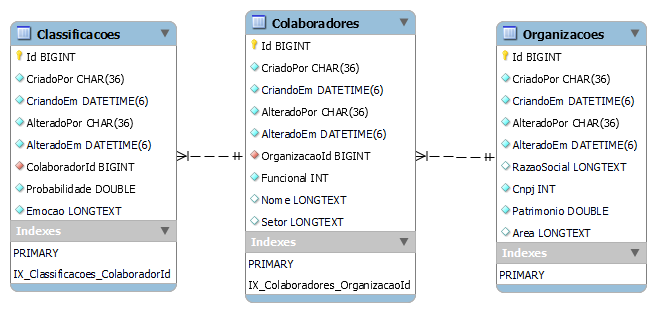 Classificacoes
Id BIGINT
CriadoPor CHAR(36)
CriandoEm DATETIME(6)
AlteradoPor CHAR(36)
AlteradoEm DATETIME(6)
ColaboradorId BIGINT
Probabilidade DOUBLE
Emocao LONGTEXT
Indexes
PRIMARY
IX_Classificacoes_ColaboradorId
Colaboradores
Id BIGINT
CriadoPor CHAR(36)
CriandoEm DATETIME(6)
AlteradoPor CHAR(36)
AlteradoEm DATETIME(6)
OrganizacaoId BIGINT
Funcional INT
Nome LONGTEXT
Setor LONGTEXT
Indexes
PRIMARY
IX_Colaboradores_OrganizacaoId
Organizacoes
Id BIGINT
CriadoPor CHAR(36)
CriandoEm DATETIME(6)
AlteradoPor CHAR(36)
AlteradoEm DATETIME(6)
RazaoSocial LONGTEXT
Cnpj INT
Patrimonio DOUBLE
Area LONGTEXT
Indexes
PRIMARY